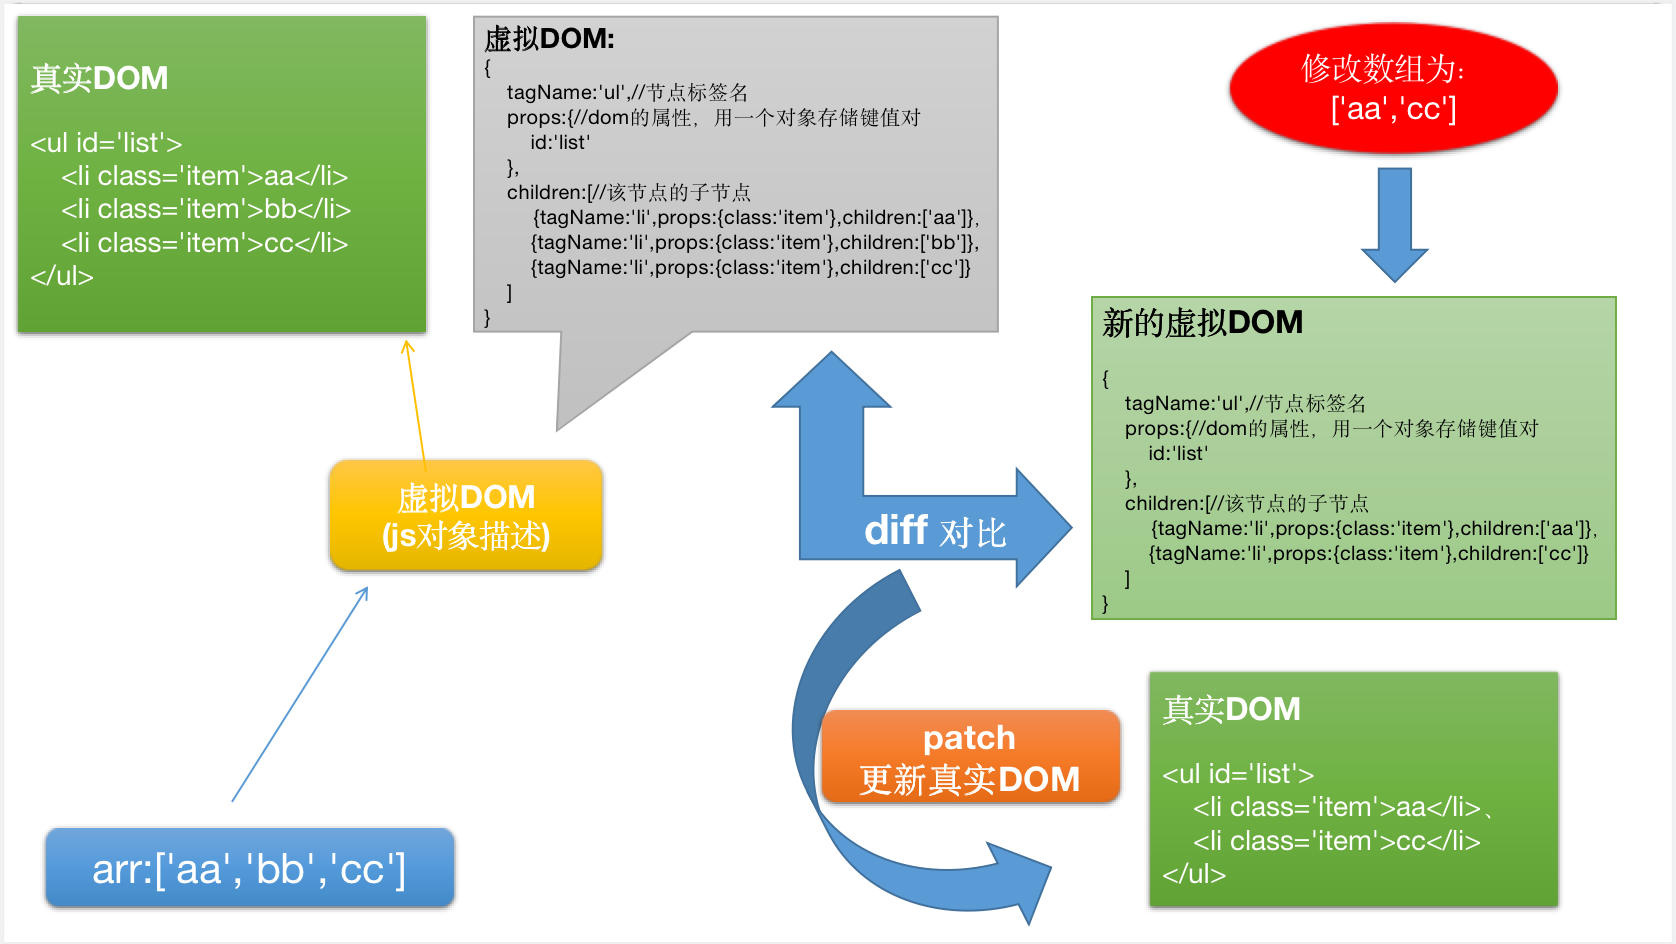 真实DOM
<ul id='list'>
<li class='item'>aa</li>
<li class='item'>bb</li>
<li class='item'>cc</li>
</ul>
虚拟DOM:
{
tagName:'ul',//节点标签名
props:{//dom的属性，用一个对象存储键值对
id:'list'
},
children:[//该节点的子节点
{tagName:'li',props:{class:'item'},children:['aa']},
{tagName:'li',props:{class:'item'},children:['bb']},
{tagName:'li',props:{class:'item'},children:['cc']}
]
}
修改数组为：
['aa','cc']
新的虚拟DOM
{
tagName:'ul',//节点标签名
props:{//dom的属性，用一个对象存储键值对
id:'list'
},
children:[//该节点的子节点
{tagName:'li',props:{class:'item'},children:['aa']},
{tagName:'li',props:{class:'item'},children:['cc']}
]
}
虚拟DOM
(js对象描述)
diff 对比
patch
更新真实DOM
真实DOM
<ul id='list'>
<li class='item'>aa</li>、
<li class='item'>cc</li>
</ul>
arr:['aa','bb','cc']